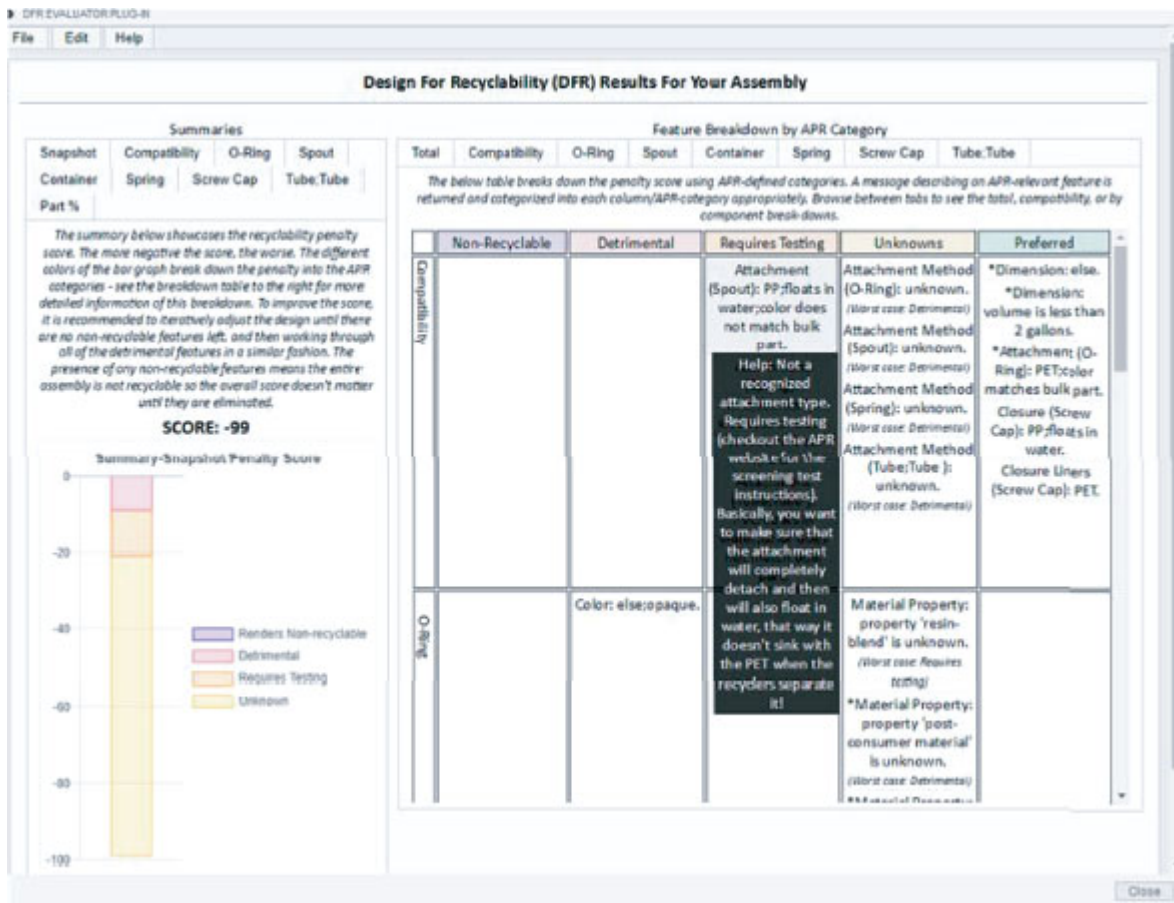 DFR EVALUATOR PLUG-IN
File Edit Help
Design For Recyclability (DFR) Results For Your Assembly
Summaries
Snapshot Compatibility O-Ring Spout
Container Spring Screw Cap Tube;Tube
Part %
The summary below showcases the recyclability penalty
score. The more negative the score, the worse. The different
colors of the bar graph break down the penalty into the APR
categories - see the breakdown table to the right for more
detailed information of this breakdown. To improve the score,
it is recommended to iteratively adjust the design until there
are no non-recyclable features left, and then working through
all of the detrimental features in a similar fashion. The
presence of any non-recyclable features means the entire
assembly is not recyclable so the overall score doesn't matter
until they are eliminated.
SCORE: -99
Summary-Snapshot Penalty Score
0
-20
-40
-60
-80
-100
Renders Non-recyclable
Detrimental
Requires Testing
Unknown
Feature Breakdown by APR Category
Total Compatibility O-Ring Spout Container Spring Screw Cap Tube;Tube
The below table breaks down the penalty score using APR-defined categories. A message describing an APR-relevant feature is
returned and categorized into each column/APR-category appropriately. Browse between tabs to see the total, compatibility, or by
component break-downs.
Non-Recyclable Detrimental Requires Testing Unknowns Preferred
Compatibility
Attachment
(Spout): PP;floats in
water;color does
not match bulk
part.
Help: Not a
recognized
attachment type.
Requires testing
(checkout the APR
website for the
screening test
instructions).
Basically, you want
to make sure that
the attachment
will completely
detach and then
will also float in
water, that way it
doesn't sink with
the PET when the
recyclers separate
it!
Attachment Method
(O-Ring): unknown.
(Worst case: Detrimental)
Attachment Method
(Spout): unknown.
(Worst case: Detrimental)
Attachment Method
(Spring): unknown.
(Worst case: Detrimental)
Attachment Method
(Tube;Tube ):
unknown.
(Worst case: Detrimental)
*Dimension: else.
*Dimension:
volume is less than
2 gallons.
*Attachment (O-
Ring): PET;color
matches bulk part.
Closure (Screw
Cap): PP;floats in
water.
Closure Liners
(Screw Cap): PET.
O-Ring
Color: else;opaque.
Material Property:
property 'resin-
blend' is unknown.
(Worst case: Requires
testing)
*Material Property:
property 'post-
consumer material'
is unknown.
(Worst case: Detrimental)
*Material Property:
Close